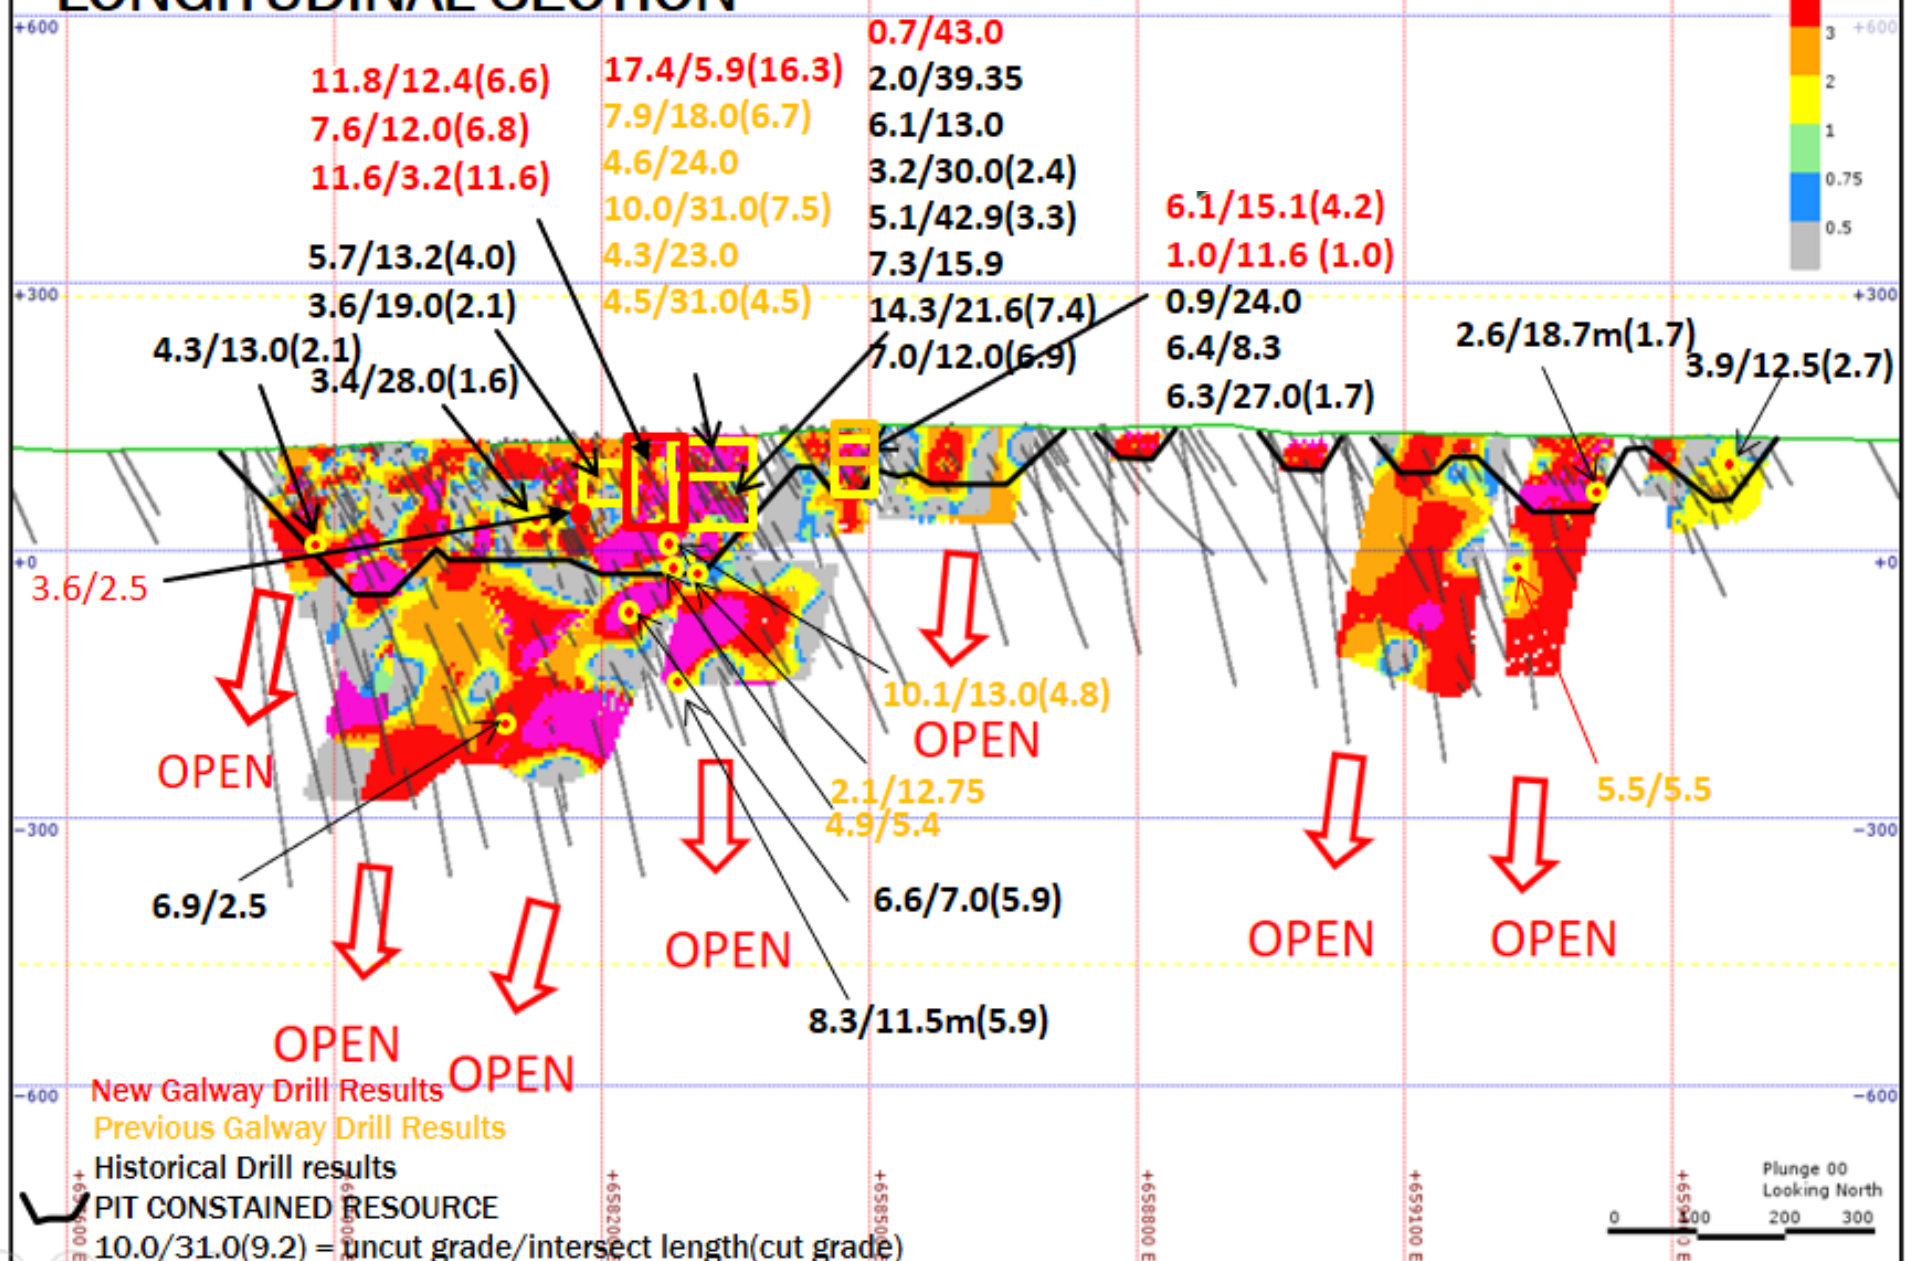 LONGITUDINAL SECTION
+600
+600
3
2
1
0.75
0.5
11.8/12.4(6.6)
7.6/12.0(6.8)
11.6/3.2(11.6)
17.4/5.9(16.3)
7.9/18.0(6.7)
4.6/24.0
10.0/31.0(7.5)
4.3/23.0
4.5/31.0(4.5)
0.7/43.0
2.0/39.35
6.1/13.0
3.2/30.0(2.4)
5.1/42.9(3.3)
7.3/15.9
14.3/21.6(7.4)
7.0/12.0(6.9)
6.1/15.1(4.2)
1.0/11.6 (1.0)
0.9/24.0
6.4/8.3
6.3/27.0(1.7)
5.7/13.2(4.0)
3.6/19.0(2.1)
3.4/28.0(1.6)
+300
+300
4.3/13.0(2.1)
2.6/18.7m(1.7)
3.9/12.5(2.7)
+0
+0
3.6/2.5
10.1/13.0(4.8)
OPEN
OPEN
2.1/12.75
4.9/5.4
5.5/5.5
-300
-300
6.9/2.5
6.6/7.0(5.9)
OPEN
OPEN
OPEN
8.3/11.5m(5.9)
OPEN
OPEN
-600
-600
New Galway Drill Results
Previous Galway Drill Results
Historical Drill results
PIT CONSTAINED RESOURCE
10.0/31.0(9.2) = uncut grade/intersect length(cut grade)
+658800 E
+659100 E
Plunge 00
Looking North
0 100 200 300